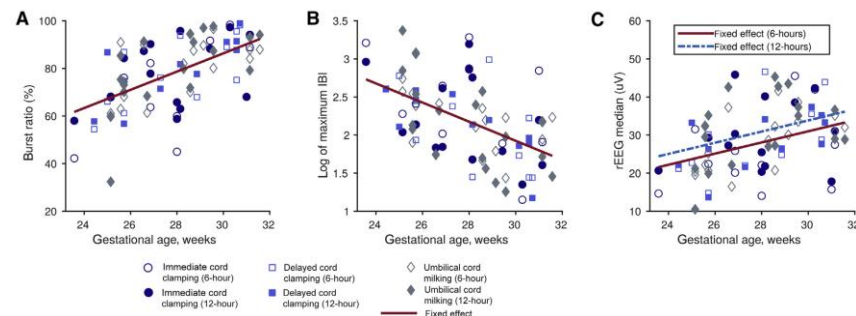 A
B
C
100
80
60
40
20
Burst ratio (%)
24
26
28
30
32
Gestational age, weeks
3.5
3
2.5
2
1.5
1
Log of maximum IBI
24
26
28
30
32
Gestational age, weeks
Fixed effect (6-hours)
Fixed effect (12-hours)
60
50
40
30
20
10
rEEG median (uV)
24
26
28
30
32
Gestational age, weeks
Immediate cord
clamping (6-hour)
Delayed cord
clamping (6-hour)
Umbilical cord
milking (6-hour)
Immediate cord
clamping (12-hour)
Delayed cord
clamping (12-hour)
Umbilical cord
milking (12-hour)
Fixed effect